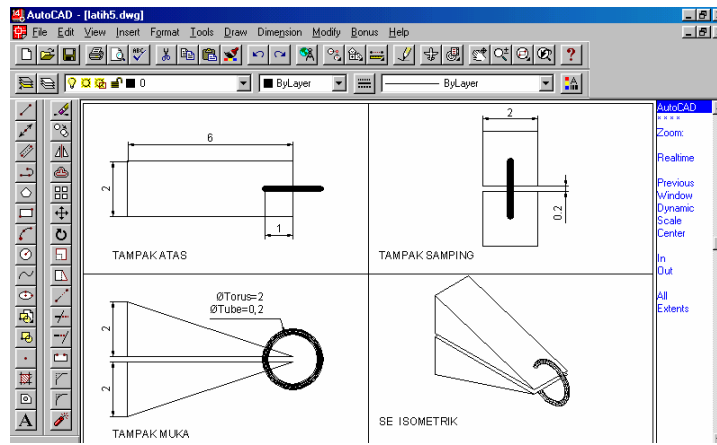 AutoCAD - [latih5.dwg]
File Edit View Insert Format Tools Draw Dimension Modify Bonus Help
0 ByLayer ByLayer
AutoCAD
* * * *
Zoom:
Realtime
Previous
Window
Dynamic
Scale
Center
In
Out
All
Extents
6
2
1
TAMPAK ATAS
2
0.2
TAMPAK SAMPING
ØTorus=2
ØTube=0,2
2
2
TAMPAK MUKA
SE ISOMETRIK
A